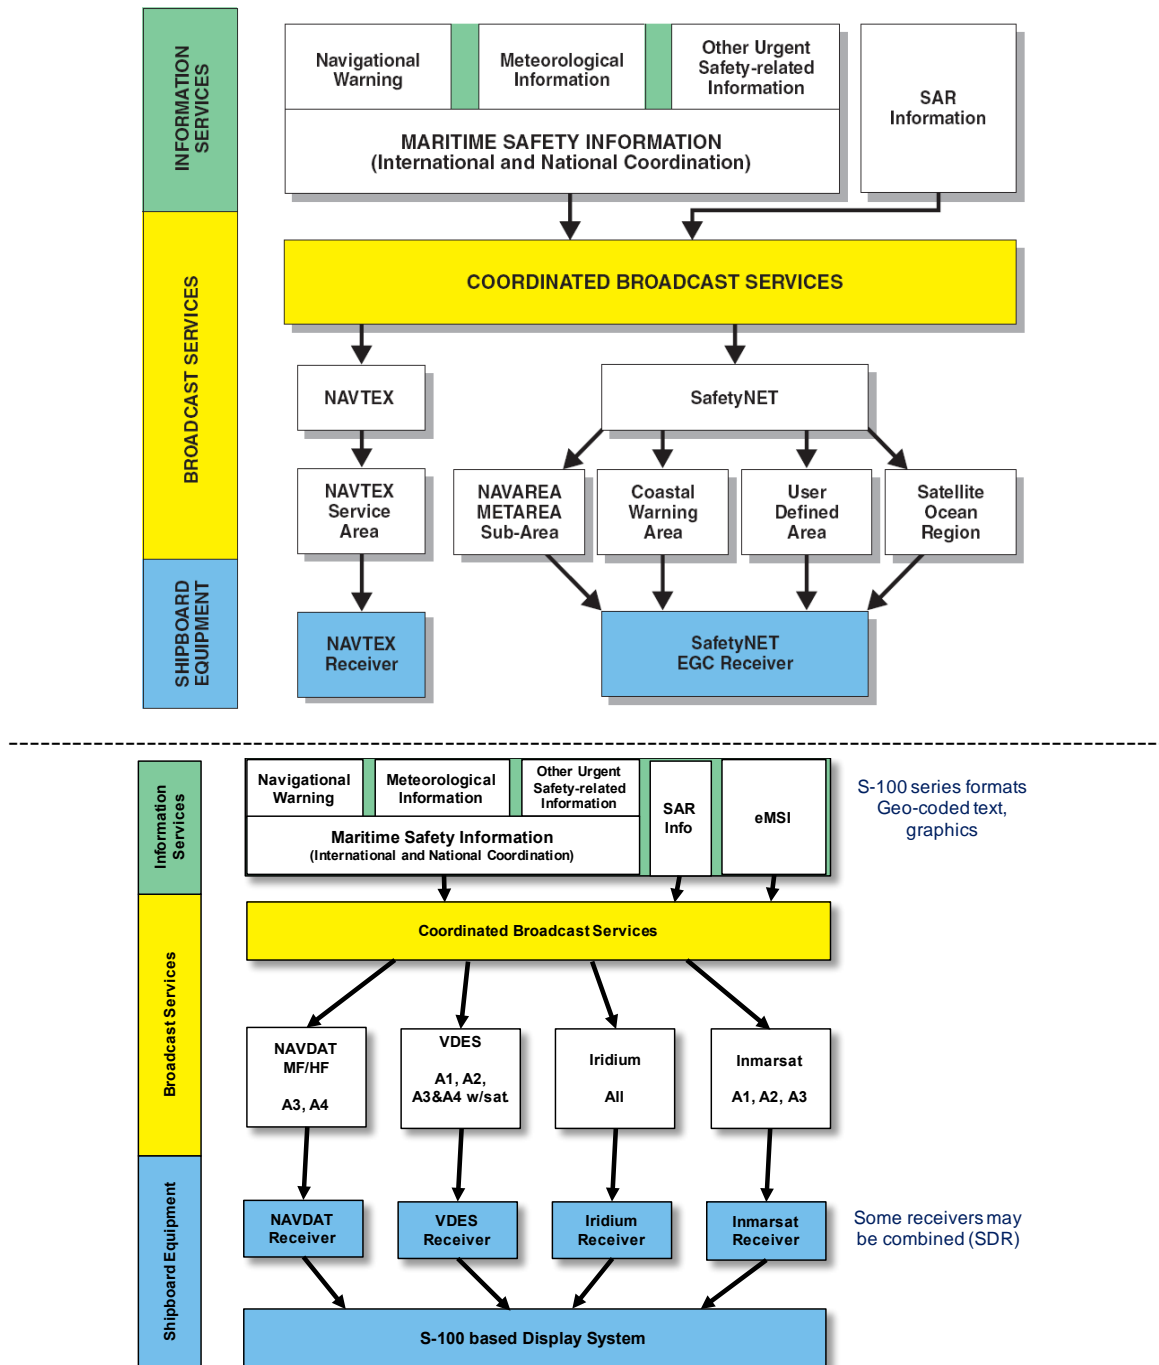 INFORMATION
SERVICES
Navigational
Warning
Meteorological
Information
Other Urgent
Safety-related
Information
MARITIME SAFETY INFORMATION
(International and National Coordination)
SAR
Information
BROADCAST SERVICES
COORDINATED BROADCAST SERVICES
NAVTEX
SafetyNET
NAVTEX
Service
Area
NAVAREA
METAREA
Sub-Area
Coastal
Warning
Area
User
Defined
Area
Satellite
Ocean
Region
SHIPBOARD
EQUIPMENT
NAVTEX
Receiver
SafetyNET
EGC Receiver
Information
Services
Navigational
Warning
Meteorological
Information
Other Urgent
Safety-related
Information
Maritime Safety Information
(International and National Coordination)
SAR
Info
eMSI
S-100 series formats
Geo-coded text,
graphics
Broadcast Services
Coordinated Broadcast Services
NAVDAT
MF/HF
A3, A4
VDES
A1, A2,
A3&A4 w/sat.
Iridium
All
Inmarsat
A1, A2, A3
Shipboard Equipment
NAVDAT
Receiver
VDES
Receiver
Iridium
Receiver
Inmarsat
Receiver
Some receivers may
be combined (SDR)
S-100 based Display System